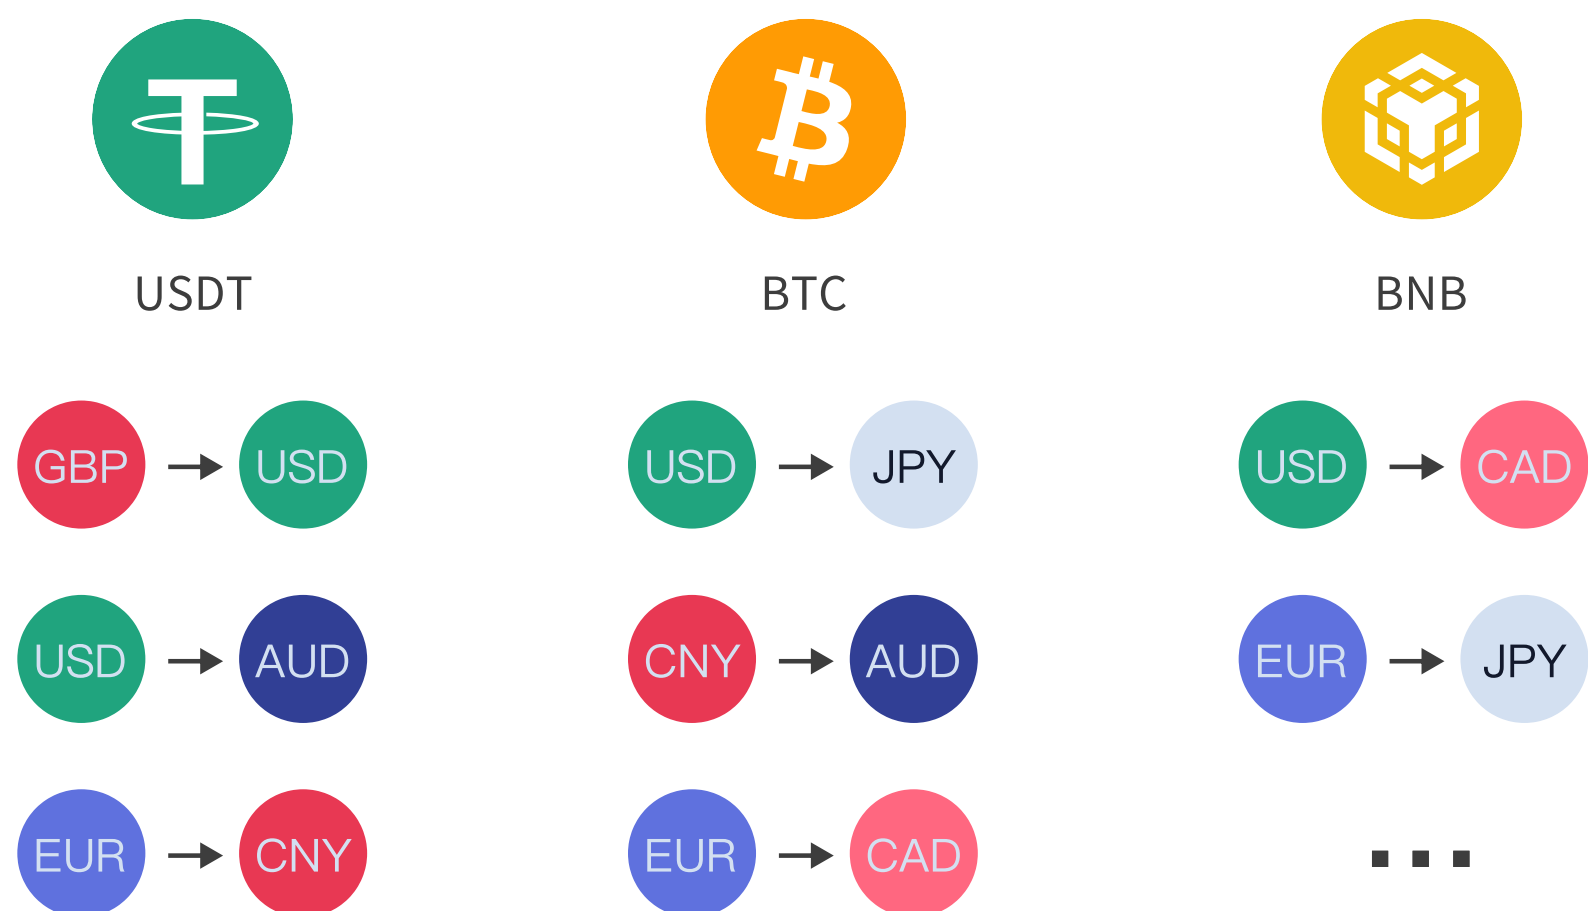 USDT
BTC
BNB
GBP → USD
USD → JPY
USD → CAD
USD → AUD
CNY → AUD
EUR → JPY
EUR → CNY
EUR → CAD
...